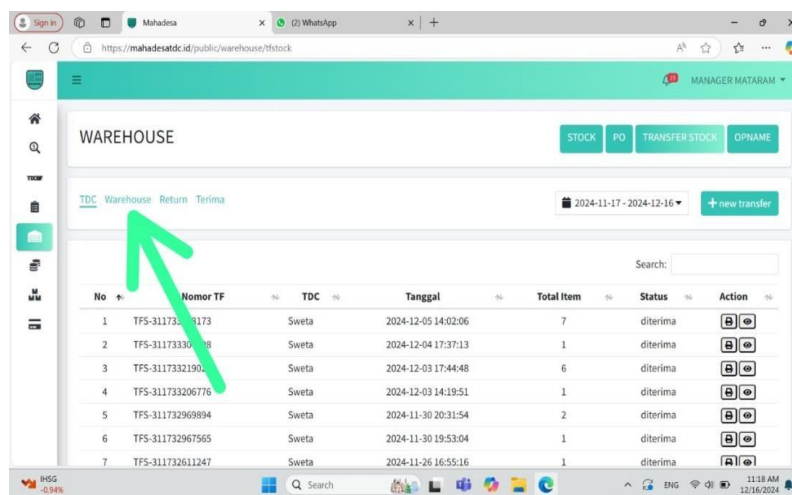 Sign in Mahadesa (2) WhatsApp
https://mahadesatdc.id/public/warehouse/tfstock
MANAGER MATARAM
WAREHOUSE STOCK PO TRANSFER STOCK OPNAME
TDC Warehouse Return Terima 2024-11-17 - 2024-12-16 + new transfer
Search:
No Nomor TF TDC Tanggal Total Item Status Action
1 Sweta 2024-12-05 14:02:06 7 diterima
2 Sweta 2024-12-04 17:37:13 1 diterima
3 Sweta 2024-12-03 17:44:48 6 diterima
4 TFS-311733206776 Sweta 2024-12-03 14:19:51 1 diterima
5 TFS-311732969894 Sweta 2024-11-30 20:31:54 2 diterima
6 TFS-311732967565 Sweta 2024-11-30 19:53:04 1 diterima
7 TFS-311732611247 Sweta 2024-11-26 16:55:16 1 diterima
IHSG
-0.94%
Search
ENG
11:18 AM
12/16/2024